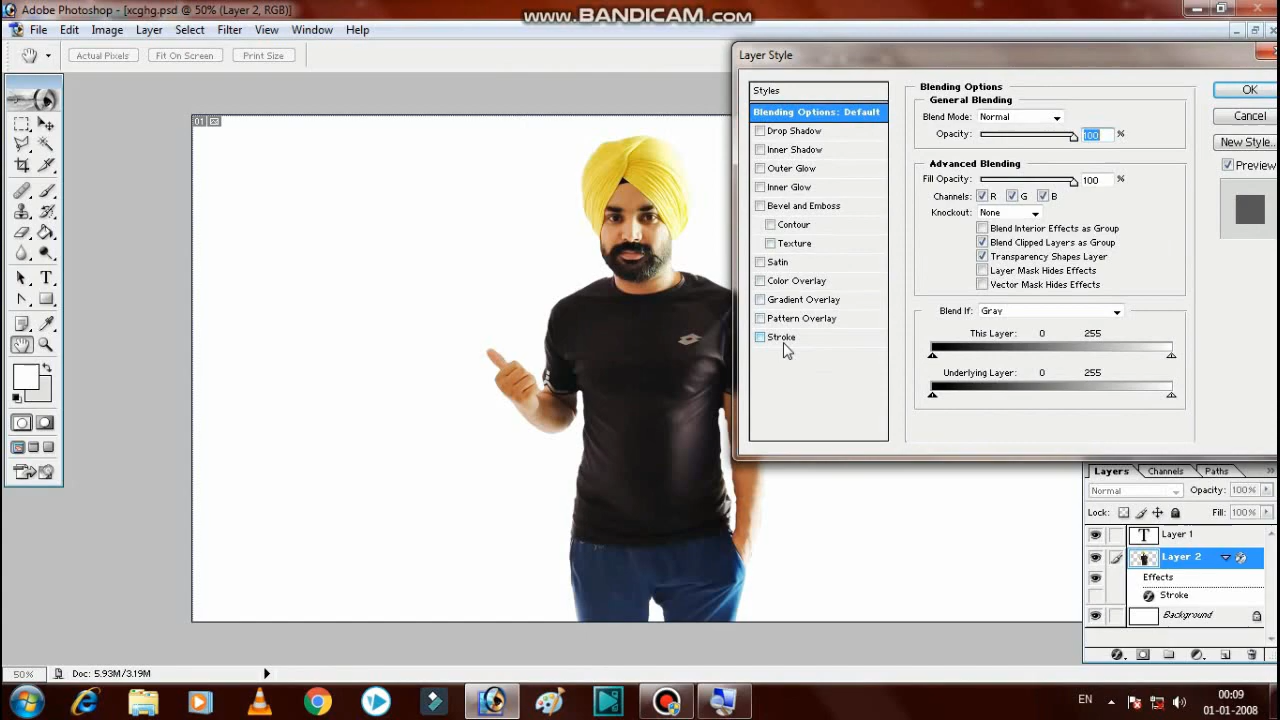 Adobe Photoshop - [xcghg.psd @ 50% (Layer 2, RGB)]
www.BANDICAM.com
File Edit Image Layer Select Filter View Window Help
Actual Pixels Fit On Screen Print Size
Layer Style
Styles
Blending Options: Default
Drop Shadow
Inner Shadow
Outer Glow
Inner Glow
Bevel and Emboss
Contour
Texture
Satin
Color Overlay
Gradient Overlay
Pattern Overlay
Stroke
Blending Options
General Blending
Blend Mode: Normal
Opacity: 100 %
Advanced Blending
Fill Opacity: 100 %
Channels: R G B
Knockout: None
Blend Interior Effects as Group
Blend Clipped Layers as Group
Transparency Shapes Layer
Layer Mask Hides Effects
Vector Mask Hides Effects
Blend If: Gray
This Layer: 0 255
Underlying Layer: 0 255
OK
Cancel
New Style...
Preview
01
Layers Channels Paths
Normal Opacity: 100%
Lock: Fill: 100%
T Layer 1
Layer 2
Effects
Stroke
Background
50% Doc: 5.93M/3.19M
EN 00:09
01-01-2008